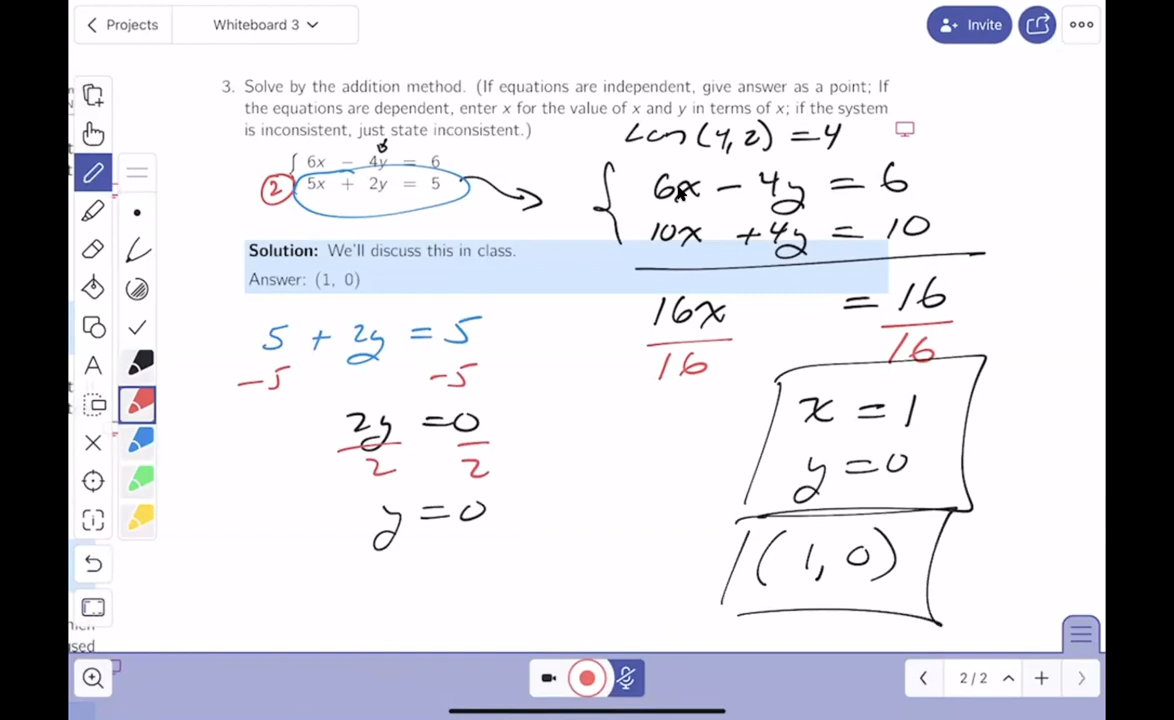 Projects
Whiteboard 3
Invite
3. Solve by the addition method. (If equations are independent, give answer as a point; If
the equations are dependent, enter x for the value of x and y in terms of x; if the system
is inconsistent, just state inconsistent.)
6x − 4y = 6
2
5x + 2y = 5
Lcm (4,2) = 4
6x − 4y = 6
10x + 4y = 10
Solution: We'll discuss this in class.
Answer: (1, 0)
16x = 16
16 16
5 + 2y = 5
−5 −5
2y = 0
2 2
y = 0
x = 1
y = 0
(1, 0)
A
used
2/2